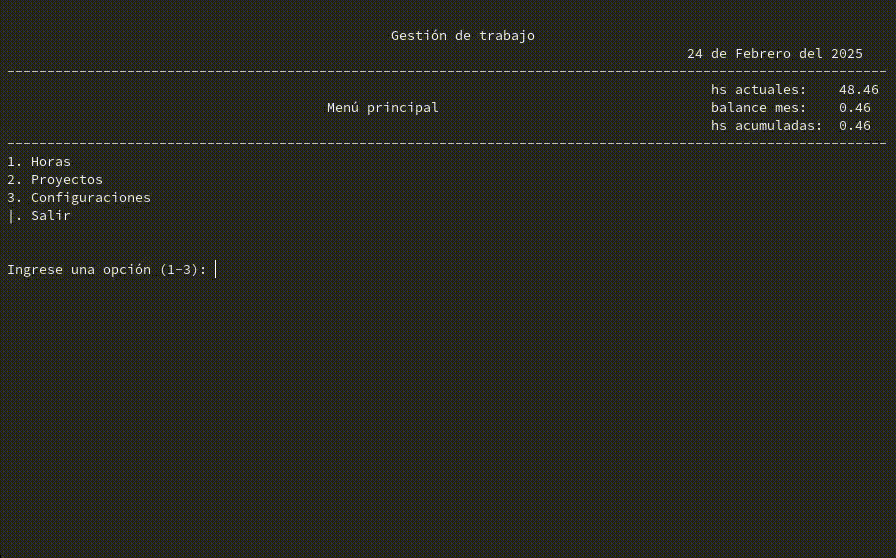 Gestión de trabajo
24 de Febrero del 2025
hs actuales: 48.46
Menú principal balance mes: 0.46
hs acumuladas: 0.46
1. Horas
2. Proyectos
3. Configuraciones
|. Salir
Ingrese una opción (1-3):